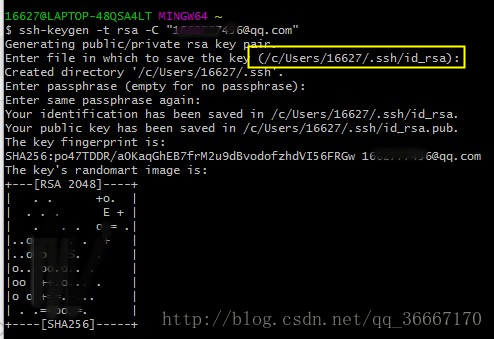 16627@LAPTOP-48QSA4LT MINGW64 ~
$ ssh-keygen -t rsa -C "@qq.com"
Generating public/private rsa key pair.
Enter file in which to save the key (/c/Users/16627/.ssh/id_rsa):
Created directory '/c/Users/16627/.ssh'.
Enter passphrase (empty for no passphrase):
Enter same passphrase again:
Your identification has been saved in /c/Users/16627/.ssh/id_rsa.
Your public key has been saved in /c/Users/16627/.ssh/id_rsa.pub.
The key fingerprint is:
SHA256:po47TDDR/aOKaqGhEB7frM2u9dBvodofzhdVI56FRGw @qq.com
The key's randomart image is:
+---[RSA 2048]----+
+----[SHA256]-----+
http://blog.csdn.net/qq_36667170